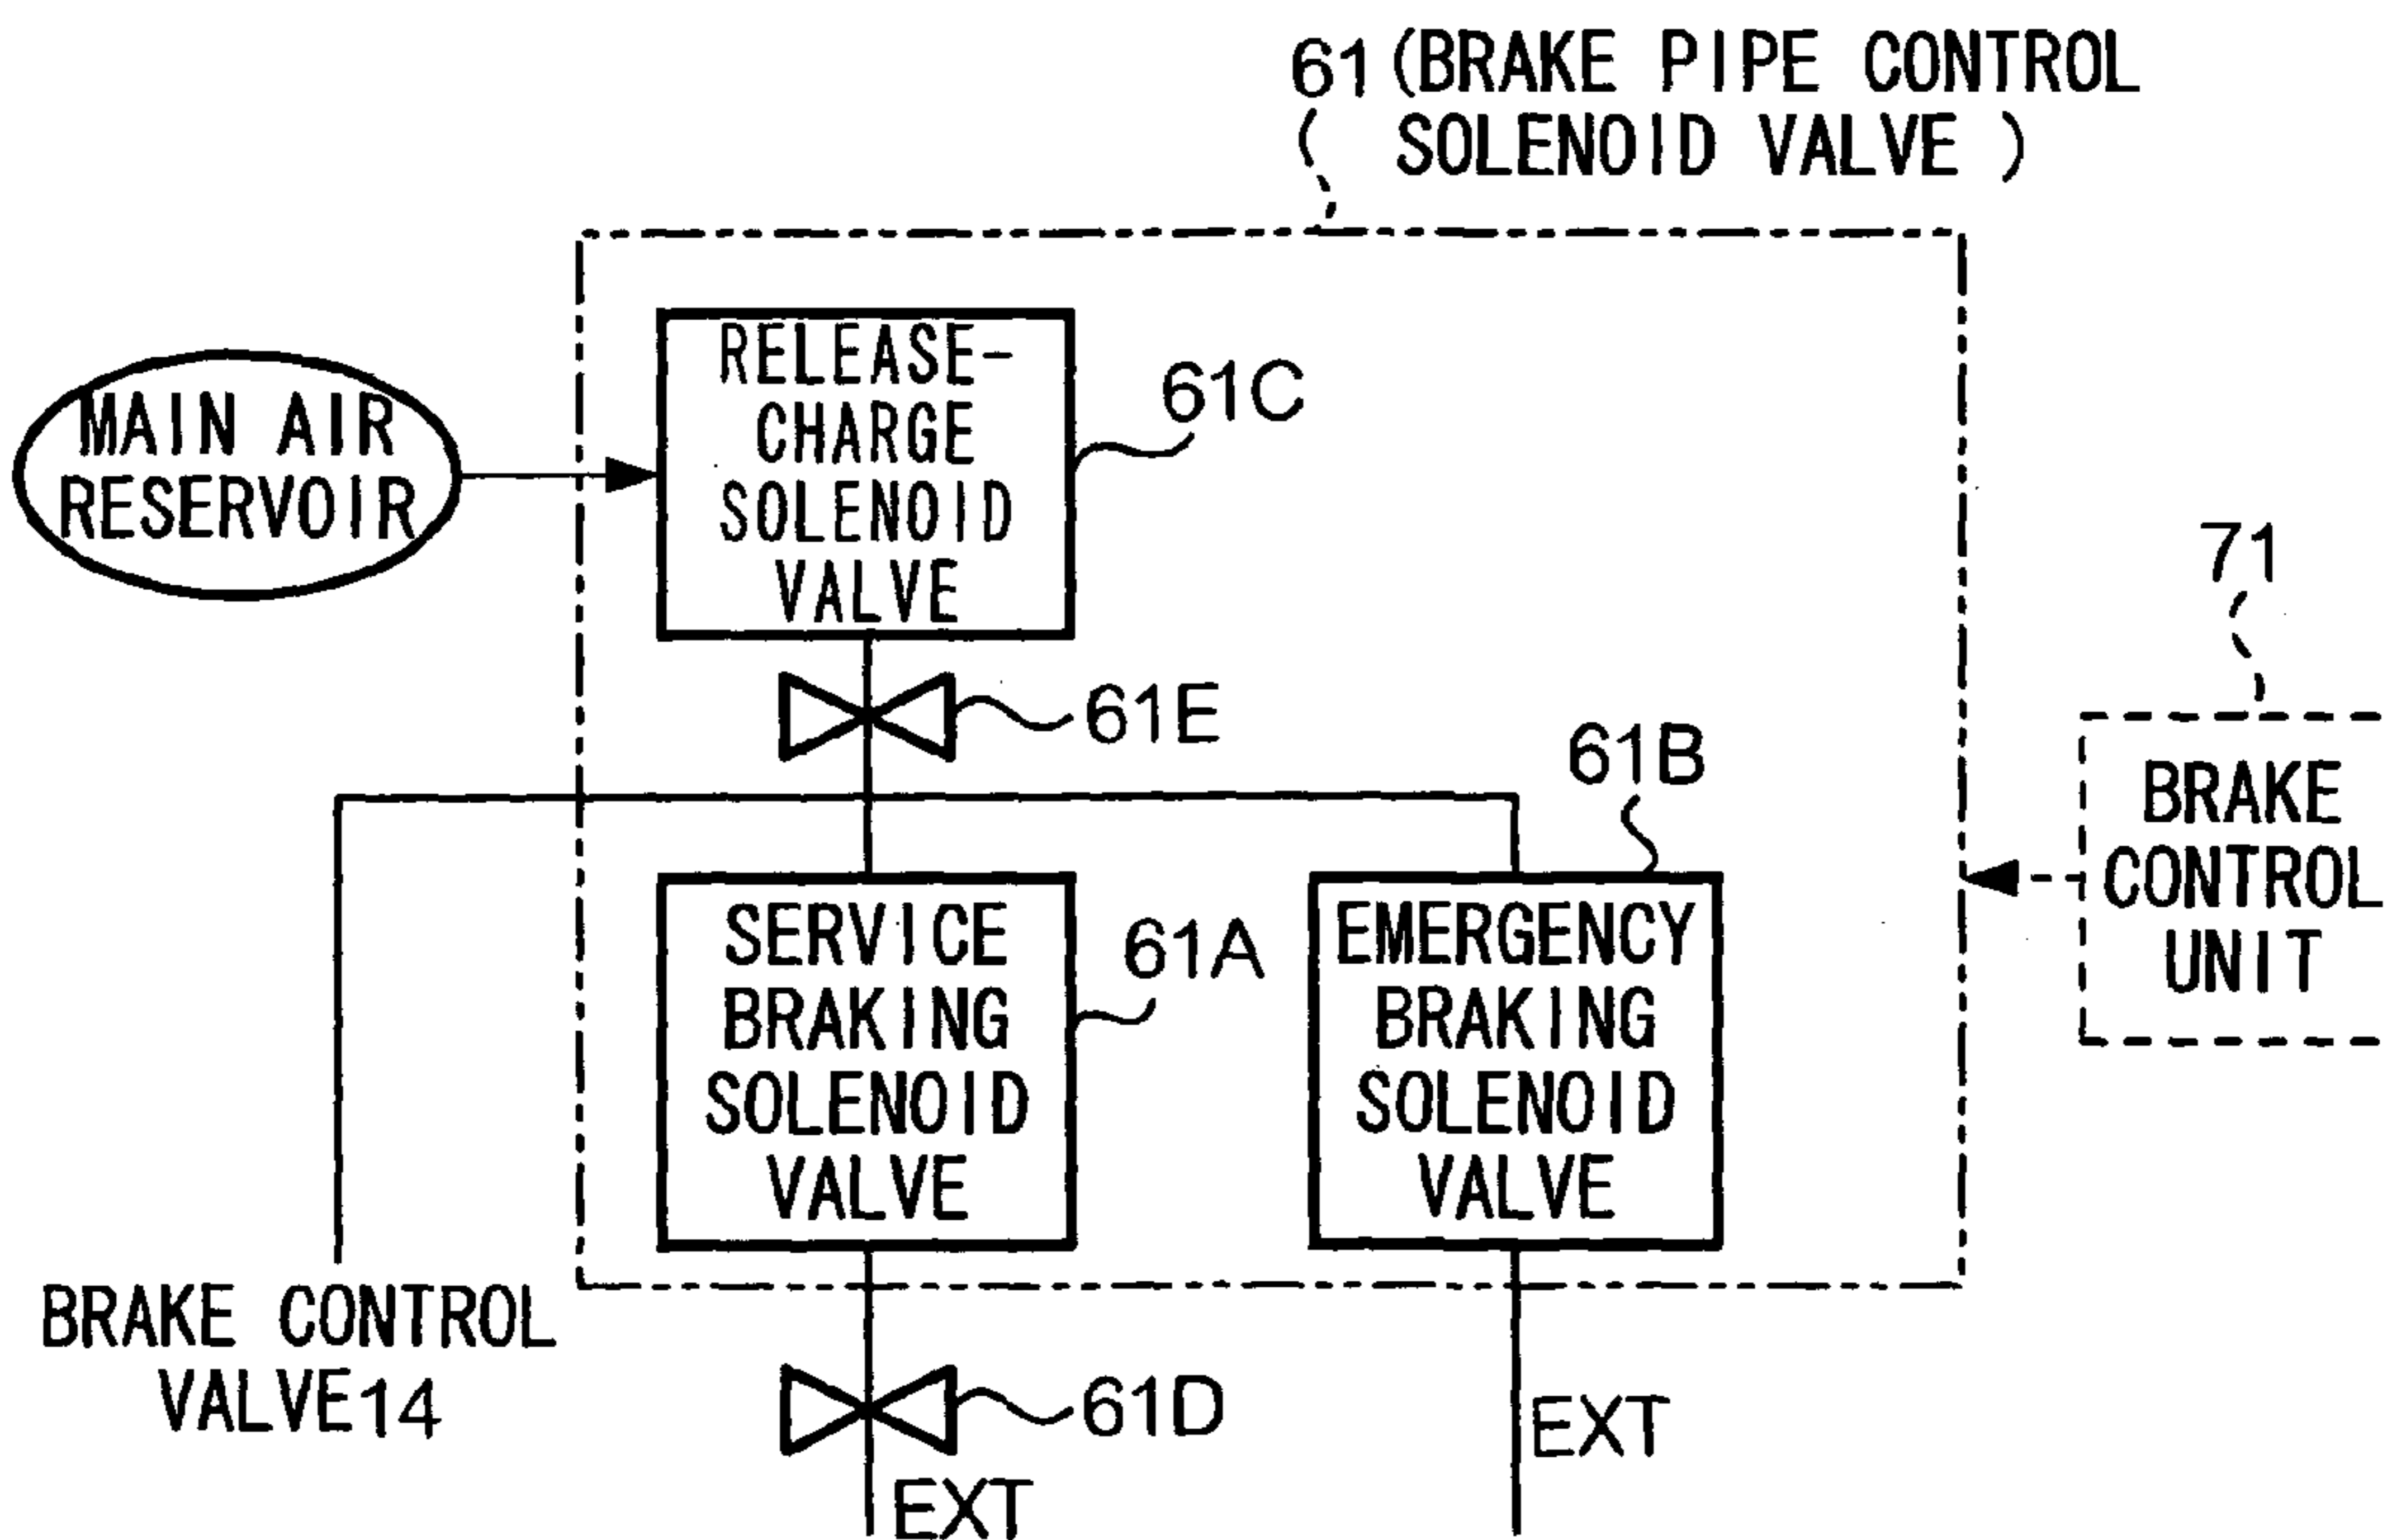 61 (BRAKE PIPE CONTROL
SOLENOID VALVE )
RELEASE-
CHARGE
SOLENOID
VALVE
61C
MAIN AIR
RESERVOIR
71
61E
61B
BRAKE
CONTROL
UNIT
SERVICE
BRAKING
SOLENOID
VALVE
61A
EMERGENCY
BRAKING
SOLENOID
VALVE
BRAKE CONTROL
VALVE14
61D
EXT
EXT